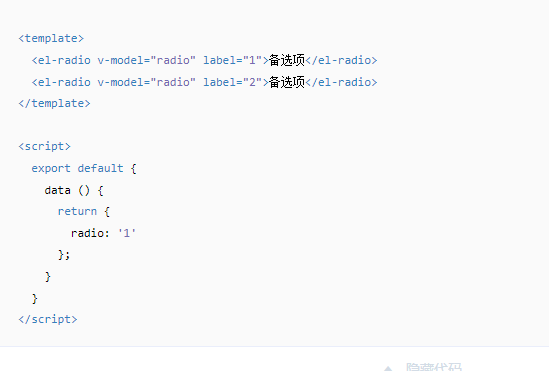 <template>
<el-radio v-model="radio" label="1">备选项</el-radio>
<el-radio v-model="radio" label="2">备选项</el-radio>
</template>
<script>
export default {
data () {
return {
radio: '1'
};
}
}
</script>
隐藏代码